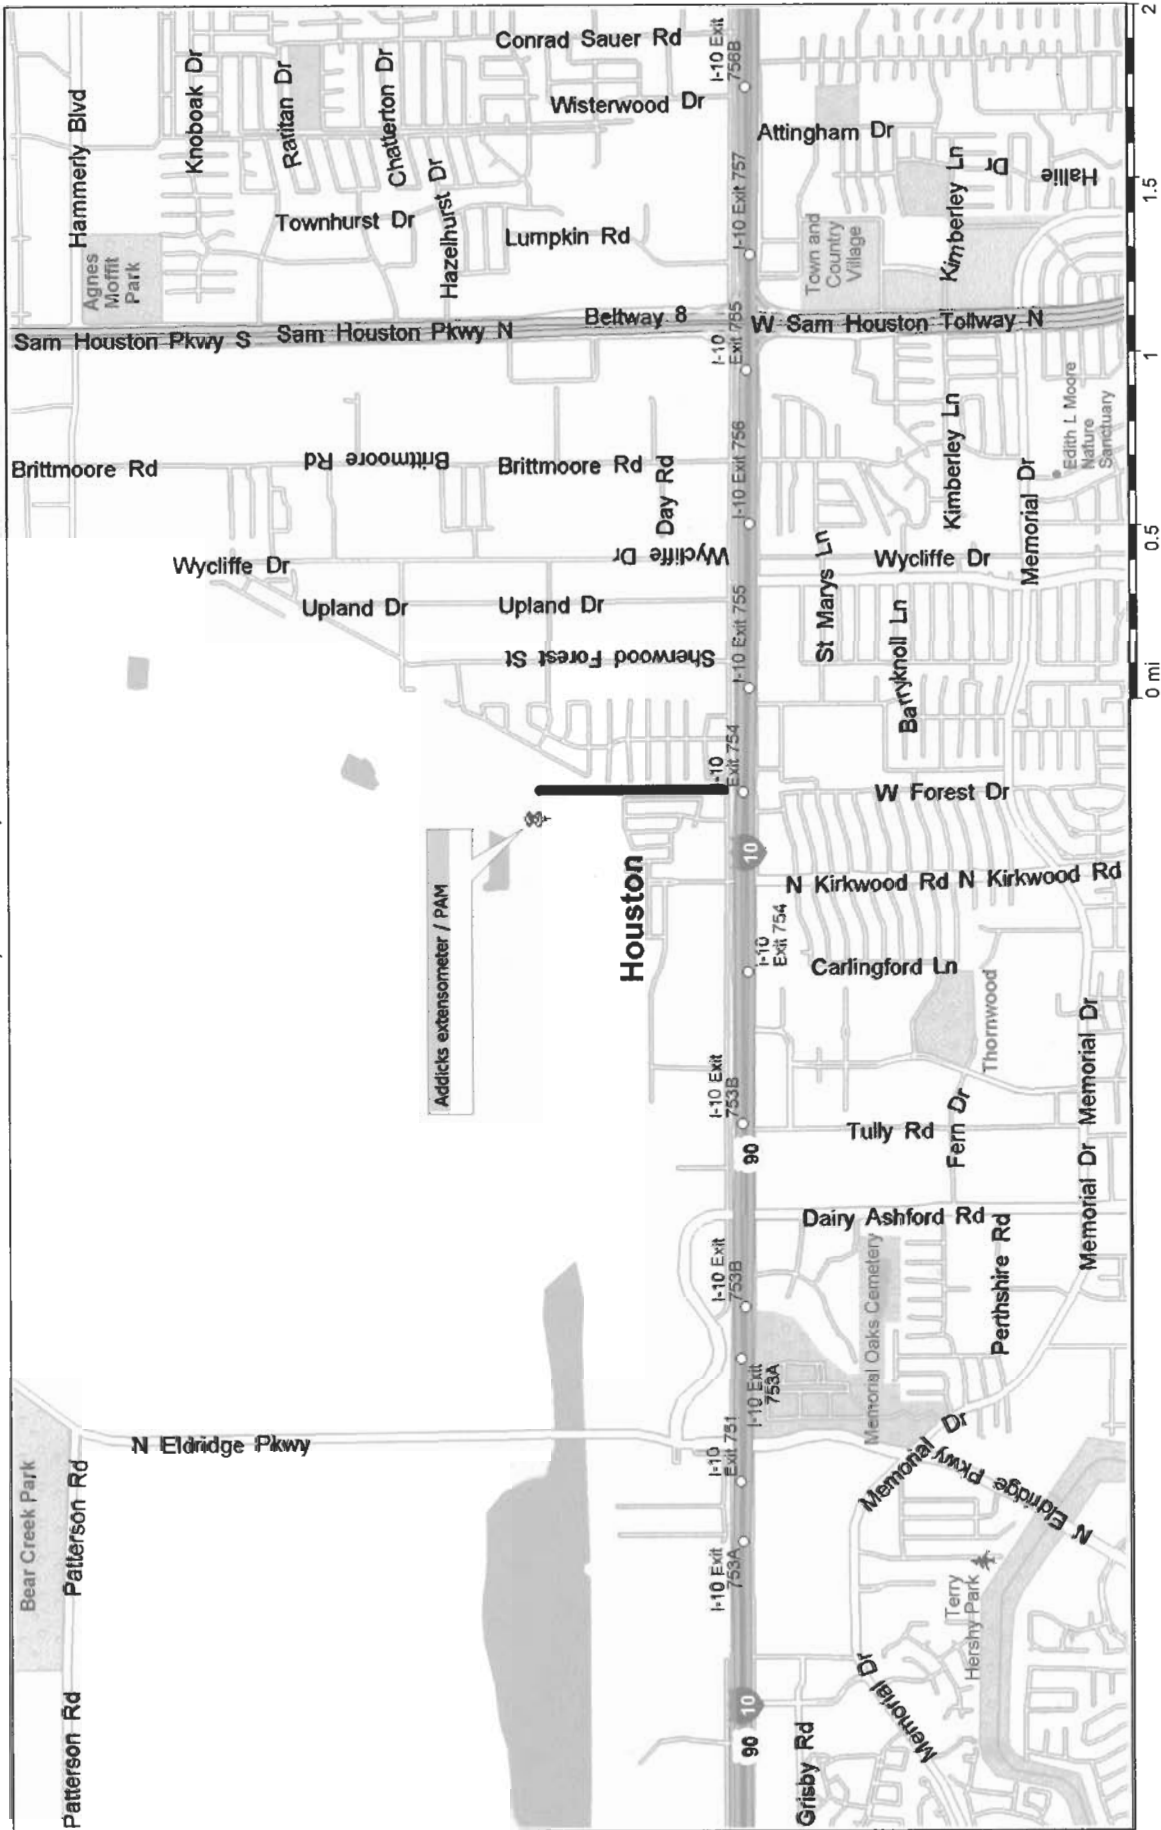 Hammerly Blvd
Knoboak Dr
Raritan Dr
Chatterton Dr
Conrad Sauer Rd
Wisterwood Dr
I-10 Exit
756B
Attingham Dr
Kimberley Ln
Hallie
Dr
2
Agnes
Moffit
Park
Townhurst Dr
Hazelhurst Dr
Lumpkin Rd
I-10 Exit 757
Town and
Country
Village
Kimberley Ln
1.5
Sam Houston Pkwy S
Sam Houston Pkwy N
Beltway 8
I-10
Exit 755
W Sam Houston Tollway N
1
Brittmoore Rd
Brittmoore Rd
Brittmoore Rd
Day Rd
I-10 Exit 756
Kimberley Ln
Memorial Dr
Edith L Moore
Nature
Sanctuary
Wycliffe Dr
Wycliffe Dr
Wycliffe Dr
0.5
Upland Dr
Upland Dr
Sherwood Forest St
I-10 Exit 755
St Marys Ln
Barryknoll Ln
0 mi
I-10
Exit 754
W Forest Dr
Addicks extensometer / PAM
Houston
10
N Kirkwood Rd
N Kirkwood Rd
I-10
Exit 754
Carlingford Ln
Thornwood
I-10 Exit
753B
90
Tully Rd
Fern Dr
Memorial Dr
Memorial Dr
Dairy Ashford Rd
I-10 Exit
753B
Memorial Oaks Cemetery
Perthshire Rd
I-10 Exit
753A
Bear Creek Park
Patterson Rd
N Eldridge Pkwy
I-10
Exit 751
Memorial Dr
N Eldridge Pkwy
I-10 Exit
753A
Terry
Hershy Park
Patterson Rd
90
10
Grisby Rd
Memorial Dr